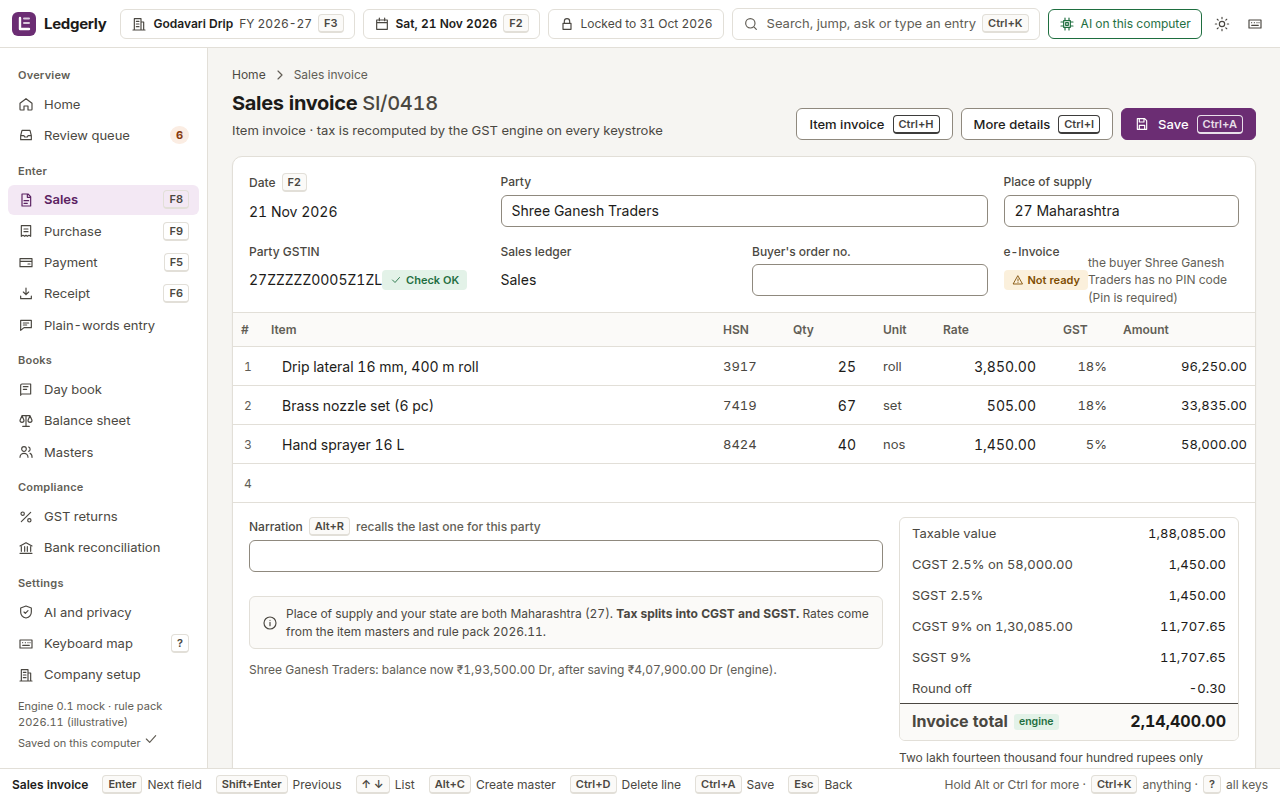 Ledgerly
Godavari Drip FY 2026-27 F3
Sat, 21 Nov 2026 F2
Locked to 31 Oct 2026
Search, jump, ask or type an entry Ctrl+K
AI on this computer
Overview
Home
Review queue 6
Enter
Sales F8
Purchase F9
Payment F5
Receipt F6
Plain-words entry
Books
Day book
Balance sheet
Masters
Compliance
GST returns
Bank reconciliation
Settings
AI and privacy
Keyboard map ?
Company setup
Engine 0.1 mock · rule pack
2026.11 (illustrative)
Saved on this computer
Home > Sales invoice
Sales invoice SI/0418
Item invoice · tax is recomputed by the GST engine on every keystroke
Item invoice Ctrl+H
More details Ctrl+I
Save Ctrl+A
Date F2
21 Nov 2026
Party
Shree Ganesh Traders
Place of supply
27 Maharashtra
Party GSTIN
27ZZZZZ0005Z1ZL Check OK
Sales ledger
Sales
Buyer's order no.
e-Invoice
Not ready
the buyer Shree Ganesh
Traders has no PIN code
(Pin is required)
# Item HSN Qty Unit Rate GST Amount
1 Drip lateral 16 mm, 400 m roll 3917 25 roll 3,850.00 18% 96,250.00
2 Brass nozzle set (6 pc) 7419 67 set 505.00 18% 33,835.00
3 Hand sprayer 16 L 8424 40 nos 1,450.00 5% 58,000.00
4
Narration Alt+R recalls the last one for this party
Place of supply and your state are both Maharashtra (27). Tax splits into CGST and SGST. Rates come
from the item masters and rule pack 2026.11.
Shree Ganesh Traders: balance now ₹1,93,500.00 Dr, after saving ₹4,07,900.00 Dr (engine).
Taxable value 1,88,085.00
CGST 2.5% on 58,000.00 1,450.00
SGST 2.5% 1,450.00
CGST 9% on 1,30,085.00 11,707.65
SGST 9% 11,707.65
Round off -0.30
Invoice total engine 2,14,400.00
Two lakh fourteen thousand four hundred rupees only
Sales invoice Enter Next field Shift+Enter Previous ↑↓ List Alt+C Create master Ctrl+D Delete line Ctrl+A Save Esc Back
Hold Alt or Ctrl for more · Ctrl+K anything · ? all keys